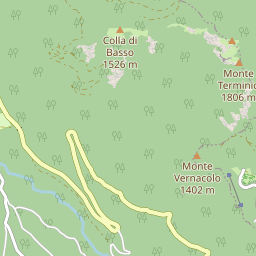 Colla di
Basso
1526 m
Monte
Terminio
1806 m
Monte
Vernacolo
1402 m